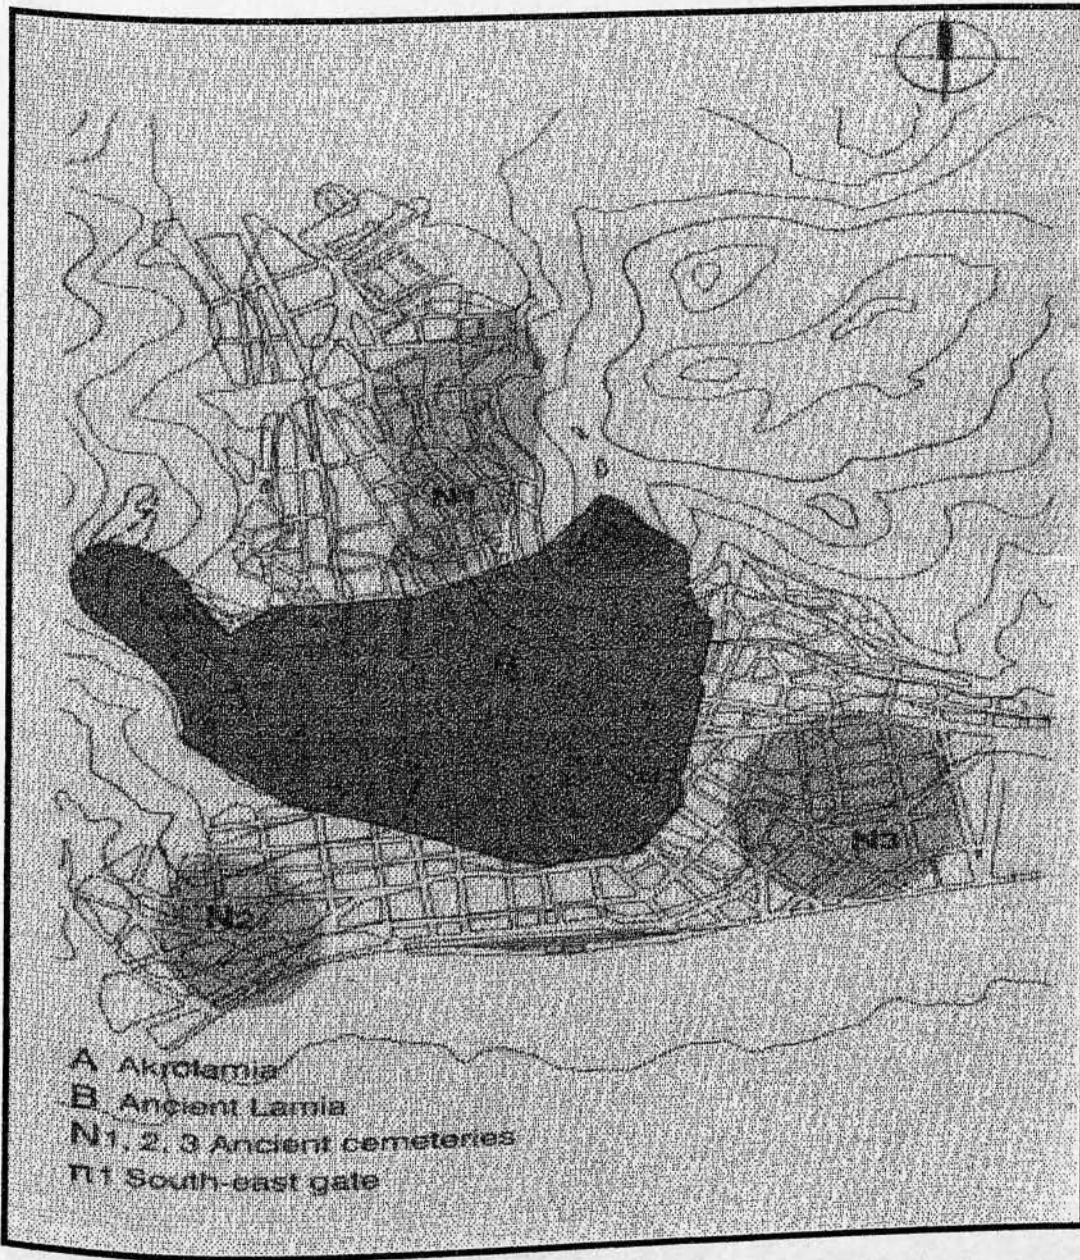 N1
B
N3
N2
A Akrolamia
B Ancient Lamia
N1, 2, 3 Ancient cemeteries
π1 South-east gate